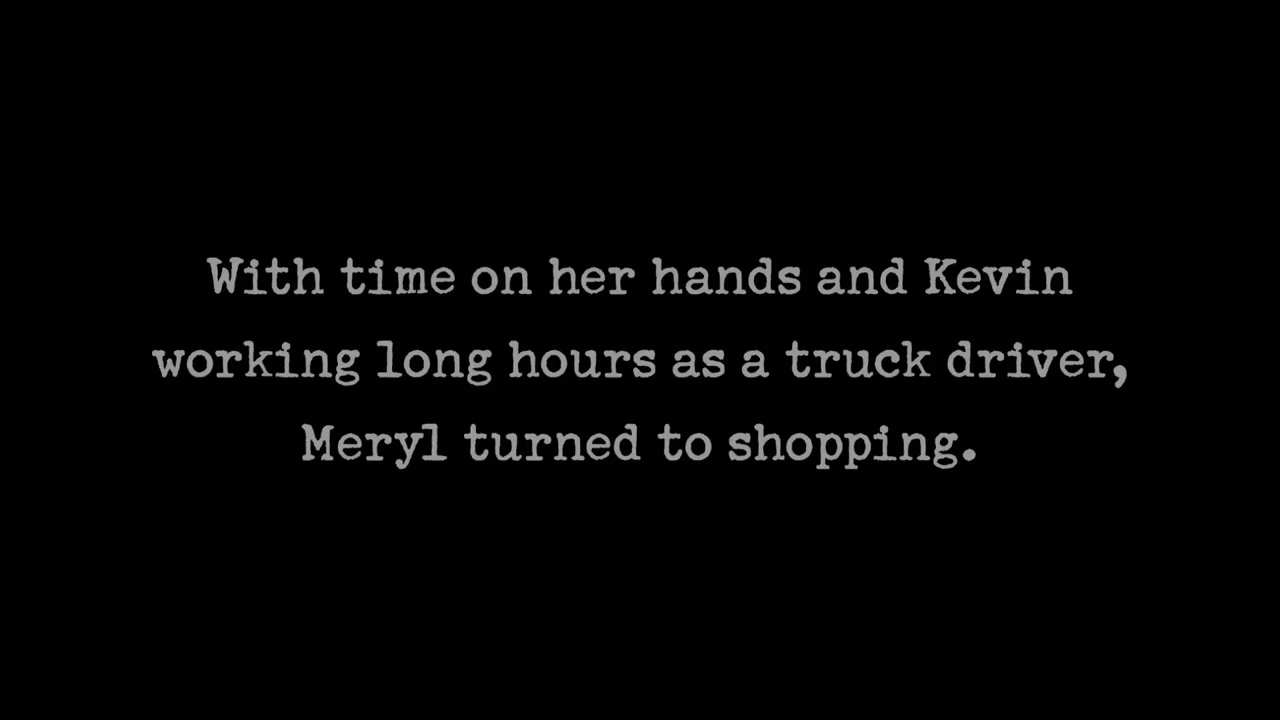 With time on her hands and Kevin
working long hours as a truck driver,
Meryl turned to shopping.